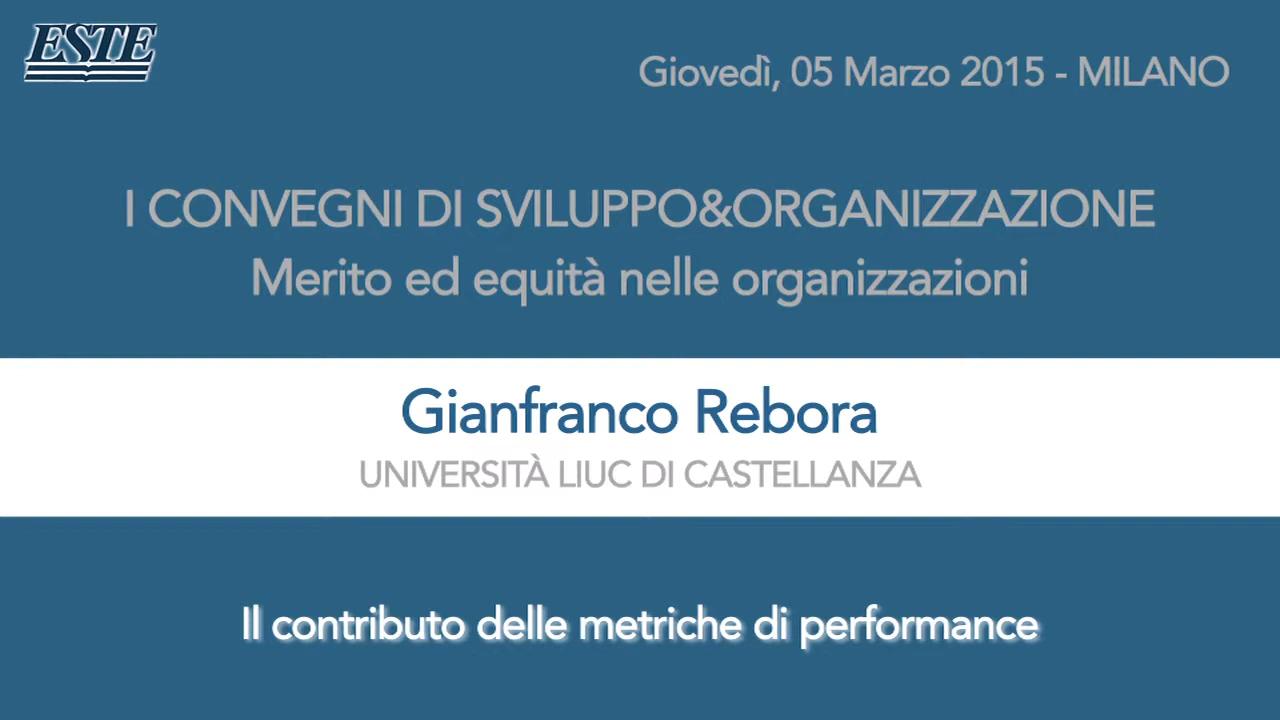 ESTE
Giovedì, 05 Marzo 2015 - MILANO
I CONVEGNI DI SVILUPPO&ORGANIZZAZIONE
Merito ed equità nelle organizzazioni
Gianfranco Rebora
UNIVERSITÀ LIUC DI CASTELLANZA
Il contributo delle metriche di performance